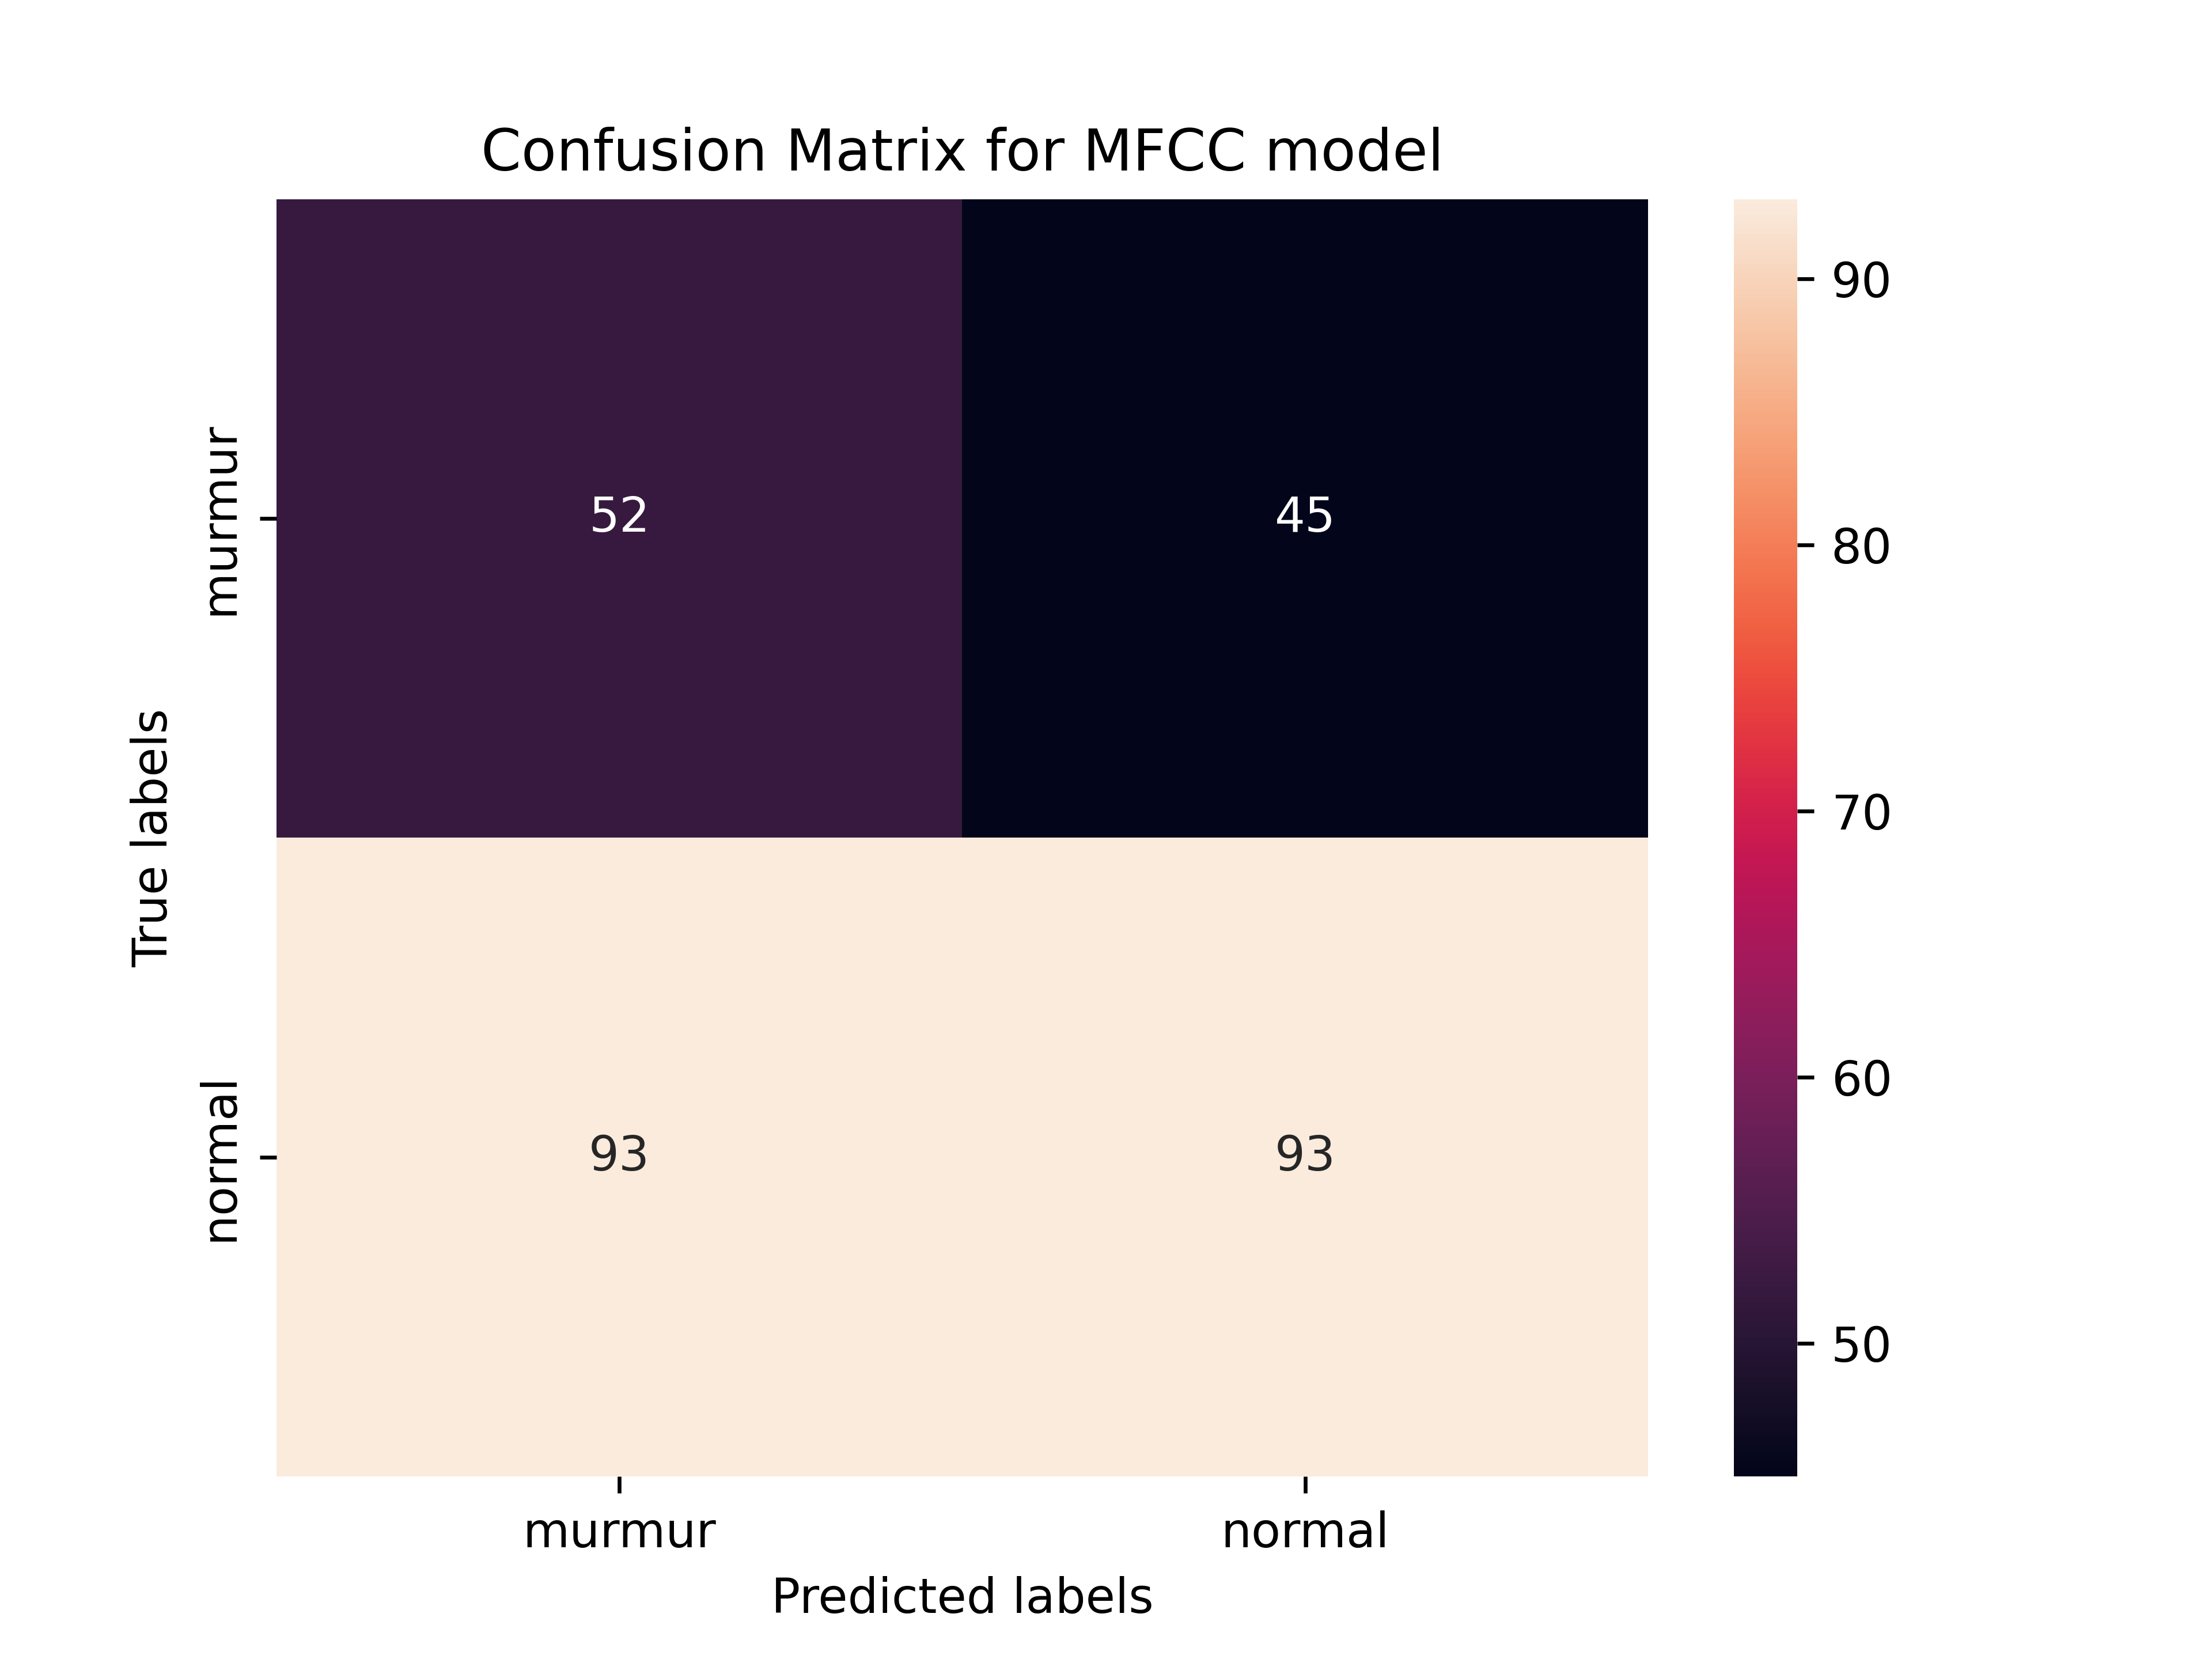 Confusion Matrix for MFCC model
True labels
murmur
52
45
normal
93
93
murmur
normal
Predicted labels
90
80
70
60
50